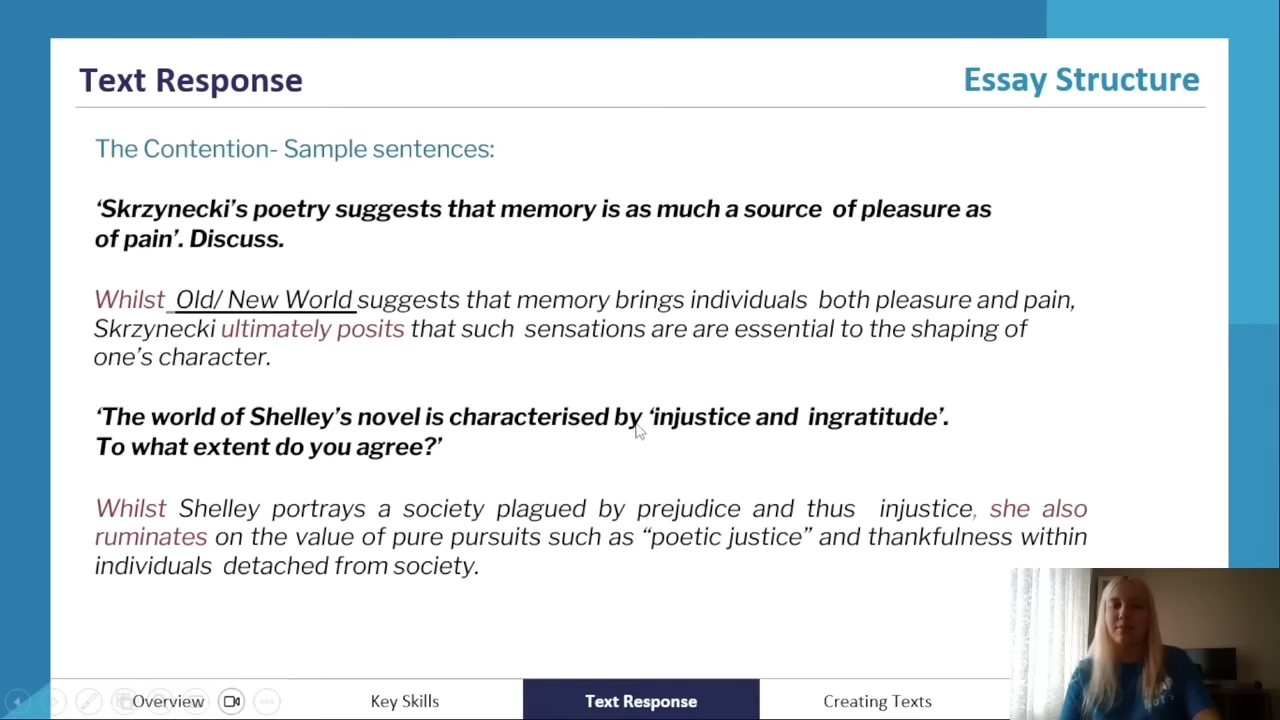 Text Response
Essay Structure
The Contention- Sample sentences:
‘Skrzynecki’s poetry suggests that memory is as much a source of pleasure as
of pain’. Discuss.
Whilst _Old/ New World suggests that memory brings individuals both pleasure and pain,
Skrzynecki ultimately posits that such sensations are are essential to the shaping of
one’s character.
‘The world of Shelley’s novel is characterised by ‘injustice and ingratitude’.
To what extent do you agree?’
Whilst Shelley portrays a society plagued by prejudice and thus injustice, she also
ruminates on the value of pure pursuits such as “poetic justice” and thankfulness within
individuals detached from society.
Overview
Key Skills
Text Response
Creating Texts